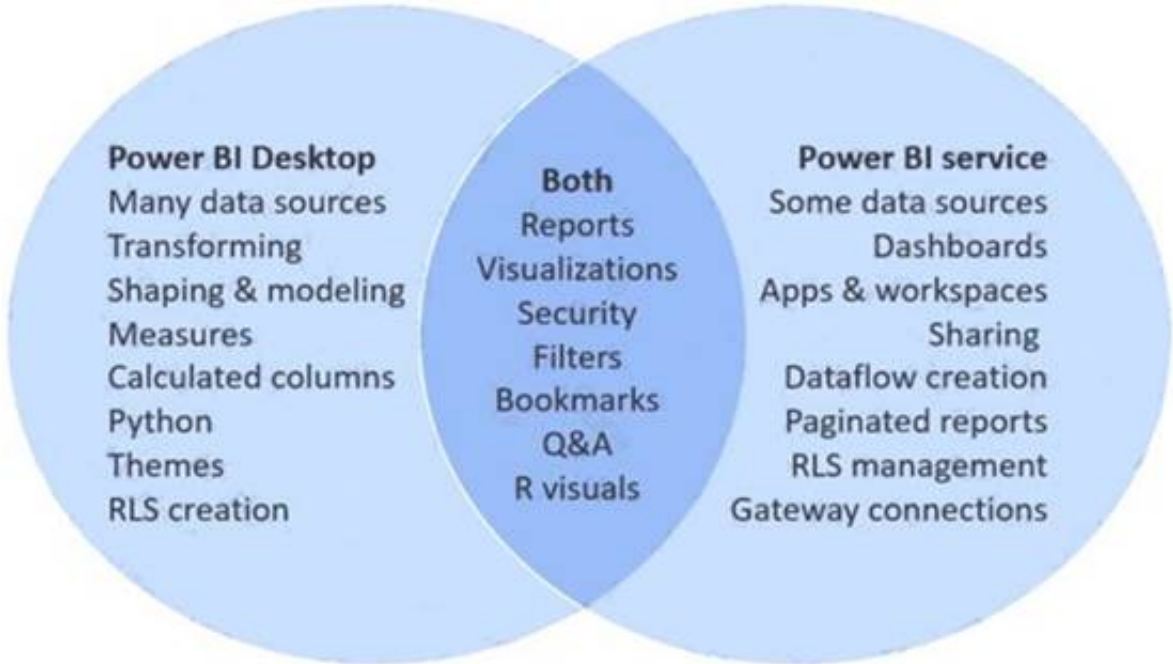 Power BI Desktop
Many data sources
Transforming
Shaping & modeling
Measures
Calculated columns
Python
Themes
RLS creation
Both
Reports
Visualizations
Security
Filters
Bookmarks
Q&A
R visuals
Power BI service
Some data sources
Dashboards
Apps & workspaces
Sharing
Dataflow creation
Paginated reports
RLS management
Gateway connections